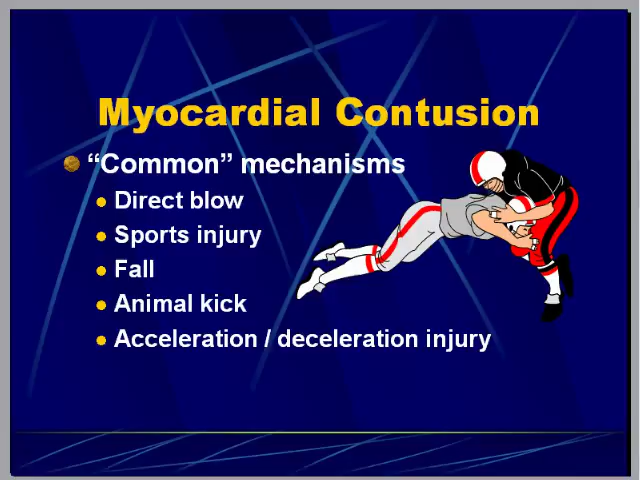 Myocardial Contusion
“Common” mechanisms
Direct blow
Sports injury
Fall
Animal kick
Acceleration / deceleration injury